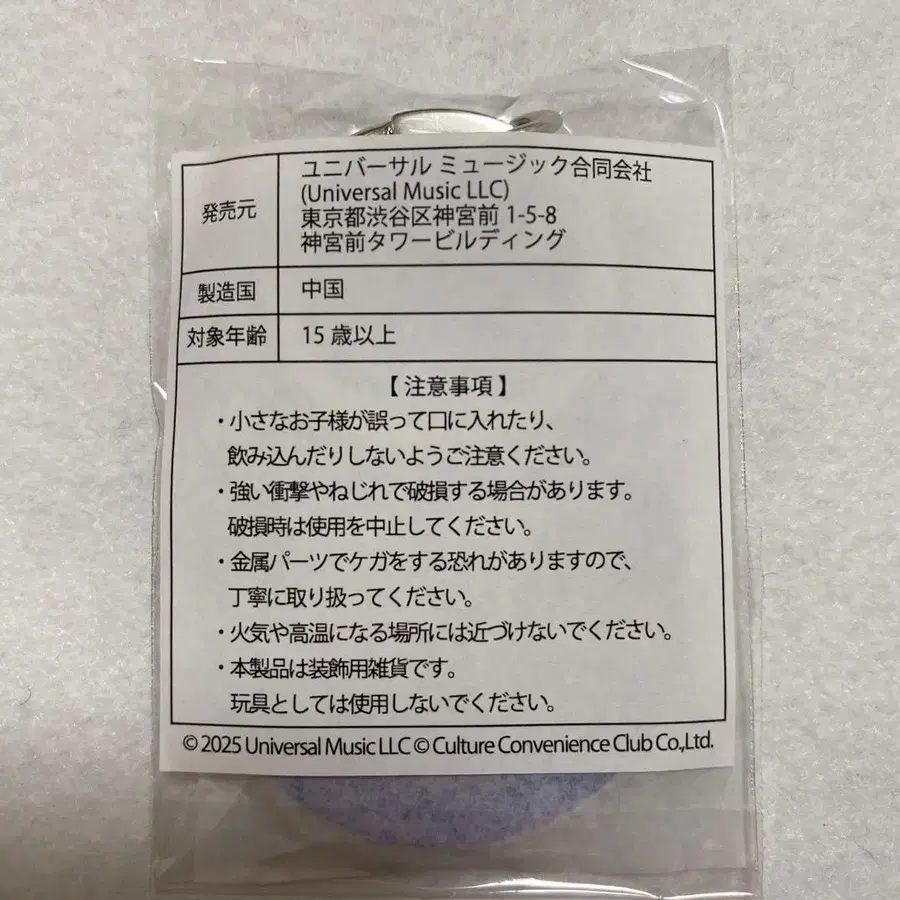 発売元
ユニバーサル ミュージック合同会社
(Universal Music LLC)
東京都渋谷区神宮前 1-5-8
神宮前タワービルディング
製造国 中国
対象年齢 15 歳以上
【 注意事項 】
・小さなお子様が誤って口に入れたり、
飲み込んだりしないようご注意ください。
・強い衝撃やねじれで破損する場合があります。
破損時は使用を中止してください。
・金属パーツでケガをする恐れがありますので、
丁寧に取り扱ってください。
・火気や高温になる場所には近づけないでください。
・本製品は装飾用雑貨です。
玩具としては使用しないでください。
© 2025 Universal Music LLC © Culture Convenience Club Co.,Ltd.